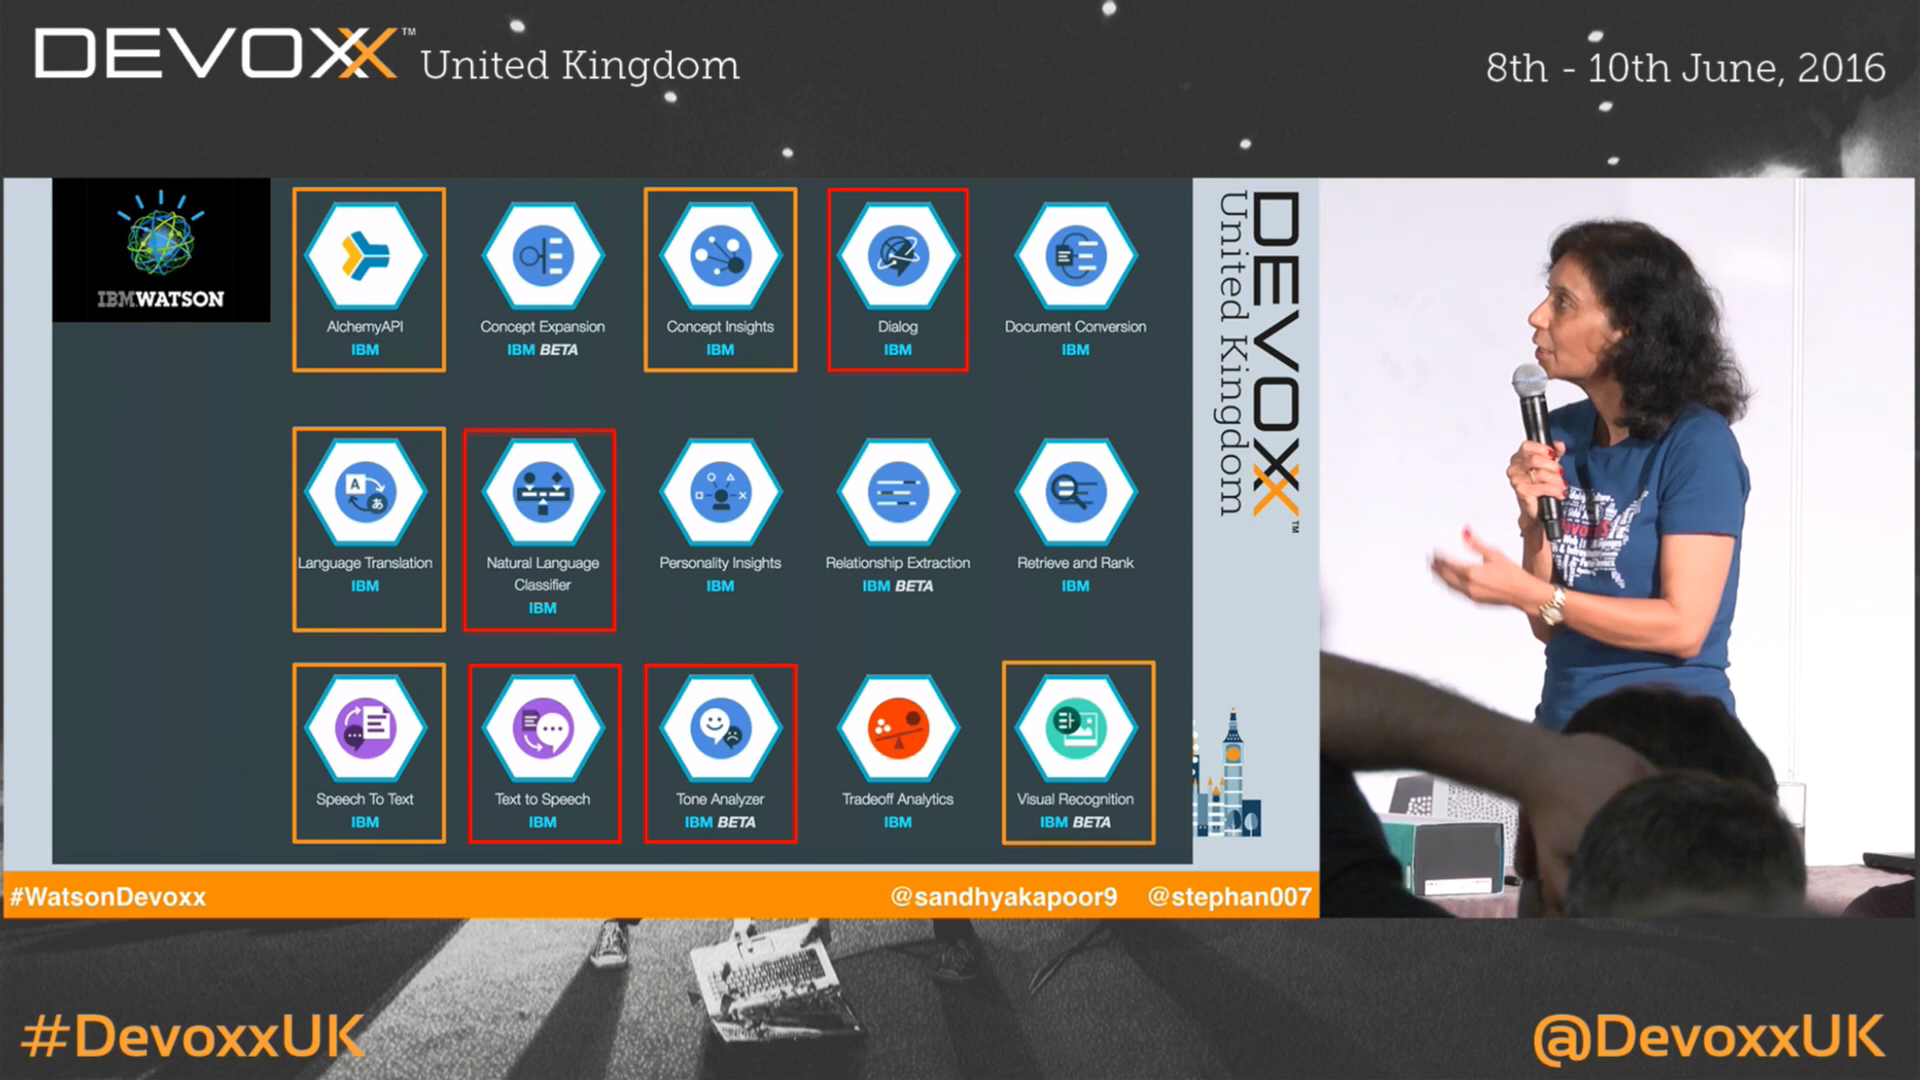 DEVOXX™ United Kingdom
8th - 10th June, 2016
IBM WATSON
AlchemyAPI
IBM
Concept Expansion
IBM BETA
Concept Insights
IBM
Dialog
IBM
Document Conversion
IBM
Language Translation
IBM
Natural Language
Classifier
IBM
Personality Insights
IBM
Relationship Extraction
IBM BETA
Retrieve and Rank
IBM
Speech To Text
IBM
Text to Speech
IBM
Tone Analyzer
IBM BETA
Tradeoff Analytics
IBM
Visual Recognition
IBM BETA
DEVOXX™
United Kingdom
#WatsonDevoxx
@sandhyakapoor9
@stephan007
#DevoxxUK
@DevoxxUK